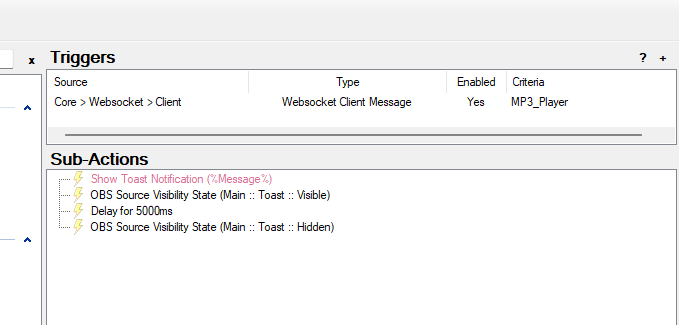 x
Triggers ? +
Source Type Enabled Criteria
Core > Websocket > Client Websocket Client Message Yes MP3_Player
Sub-Actions
Show Toast Notification (%Message%)
OBS Source Visibility State (Main :: Toast :: Visible)
Delay for 5000ms
OBS Source Visibility State (Main :: Toast :: Hidden)